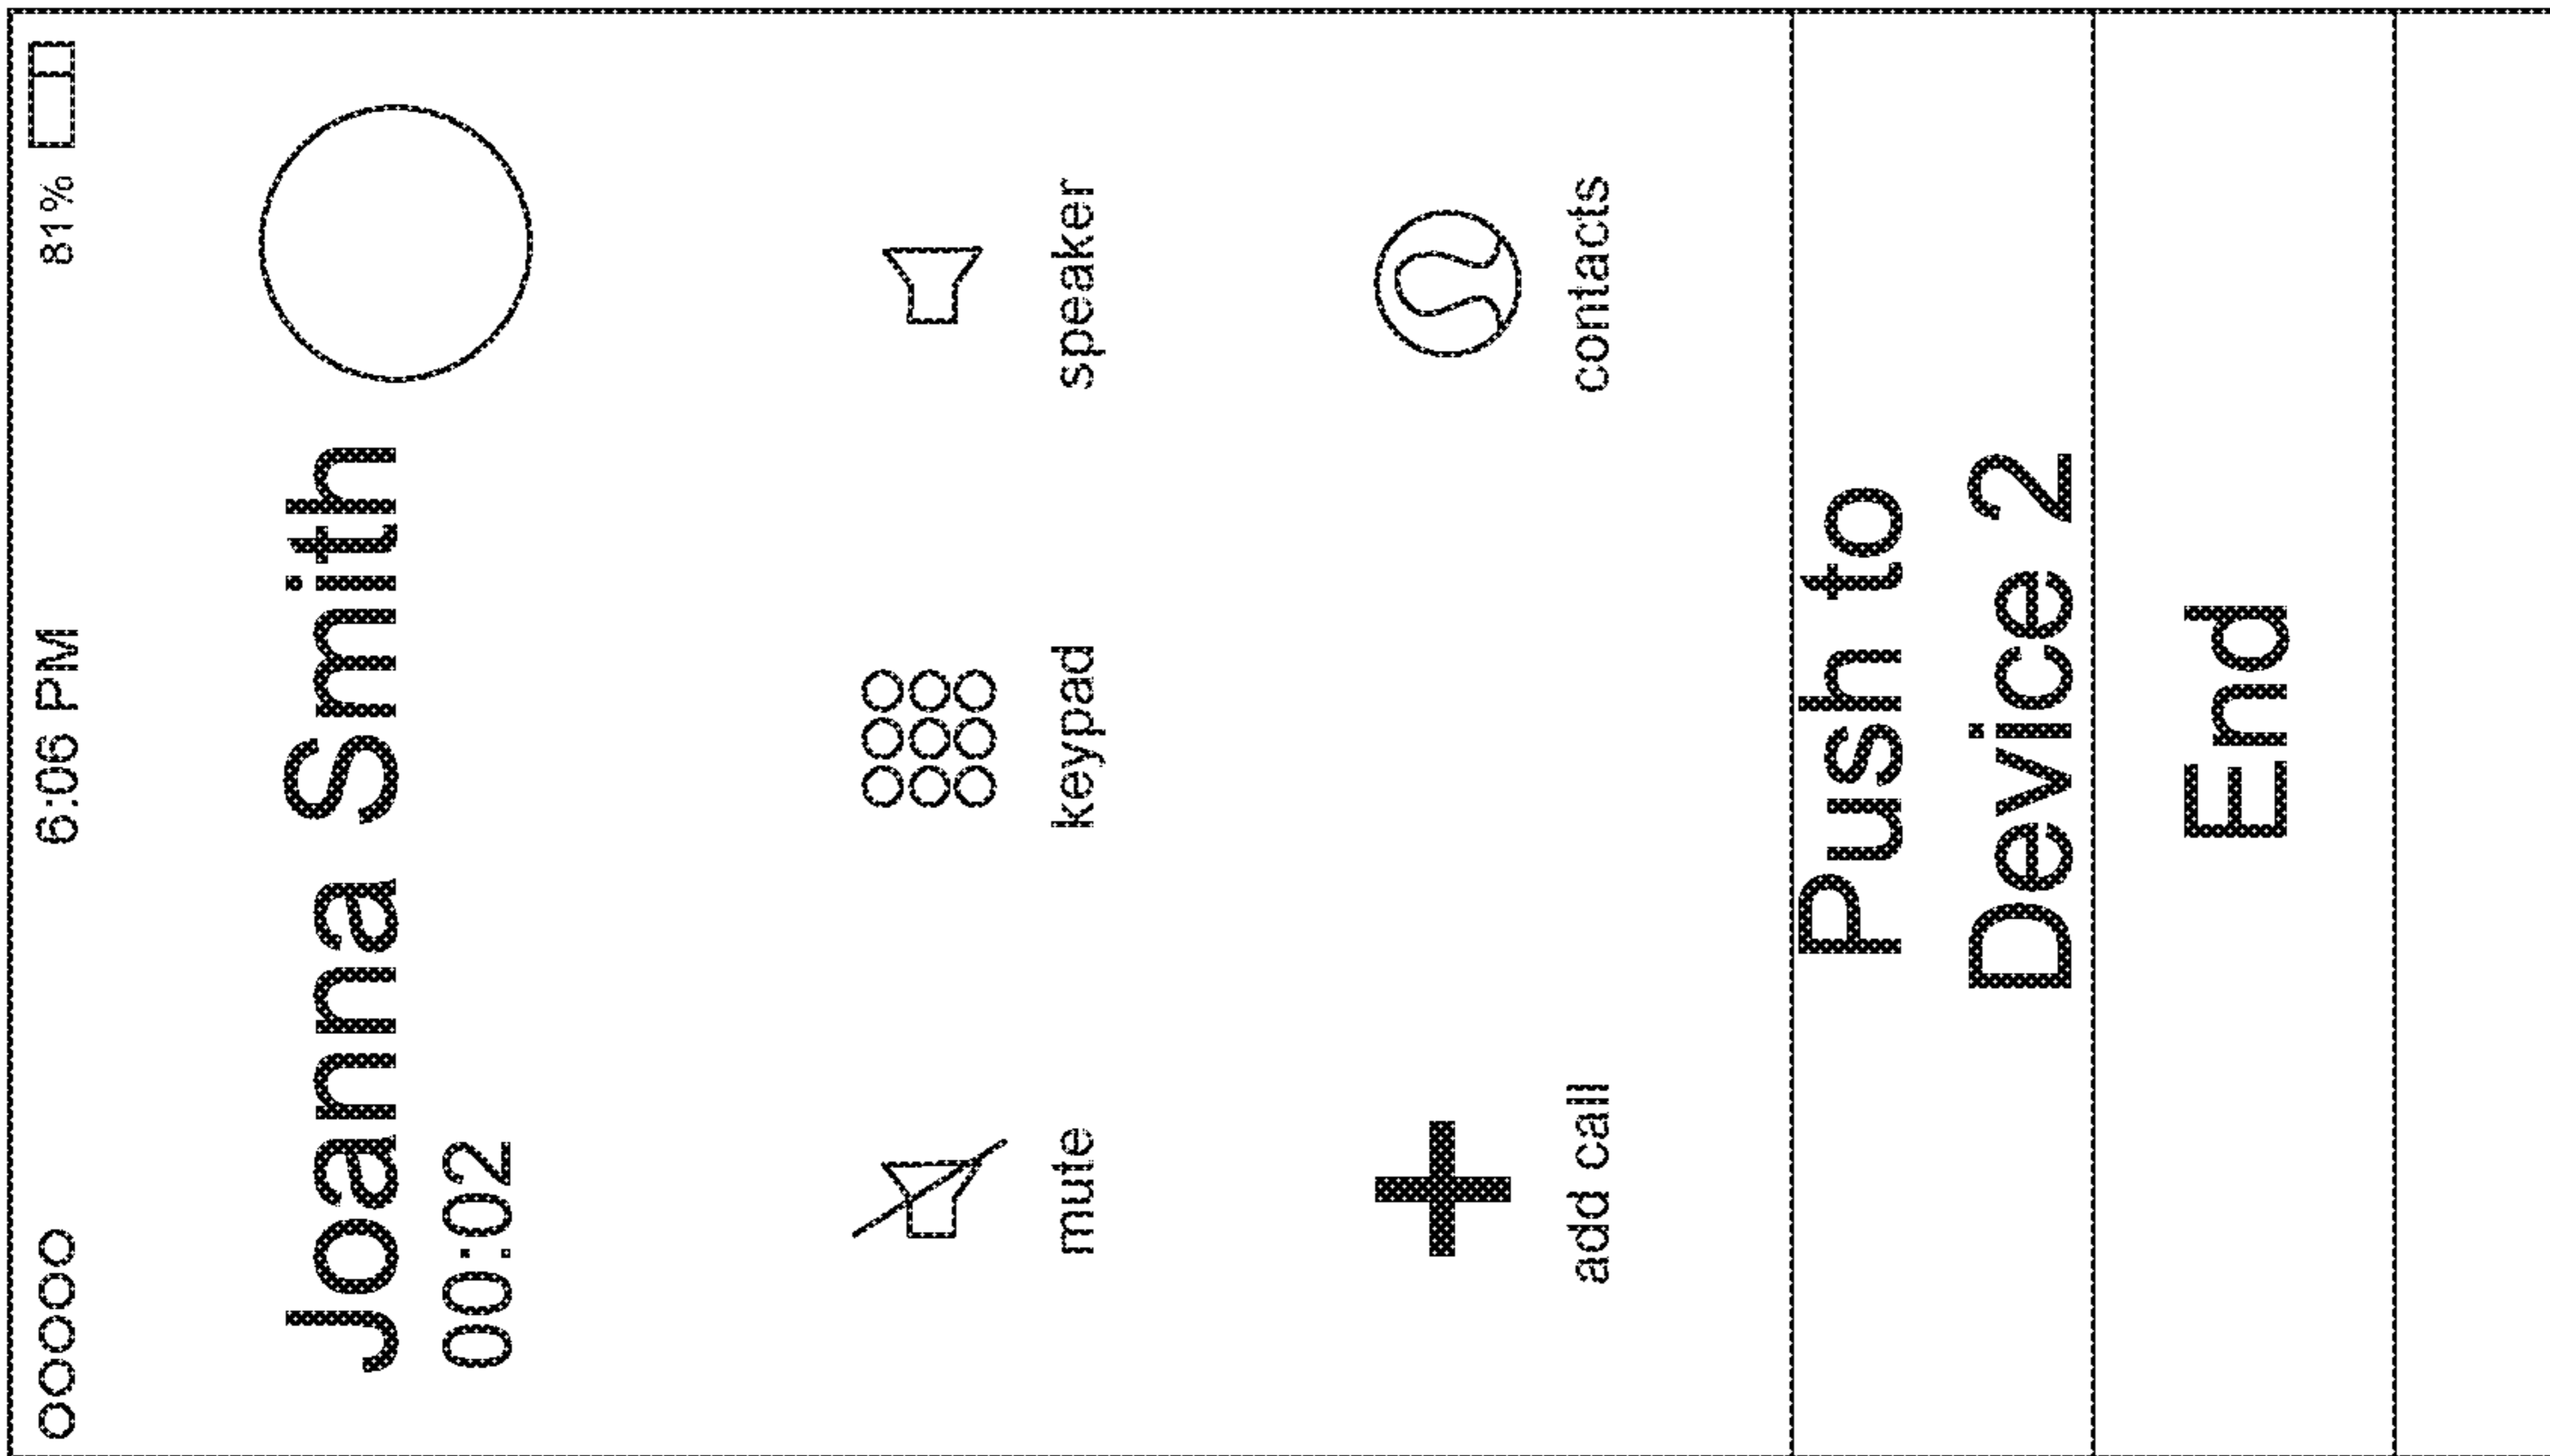 6:06 PM 81%
Joanna Smith
00:02
mute keypad speaker
add call contacts
Push to
Device 2
End